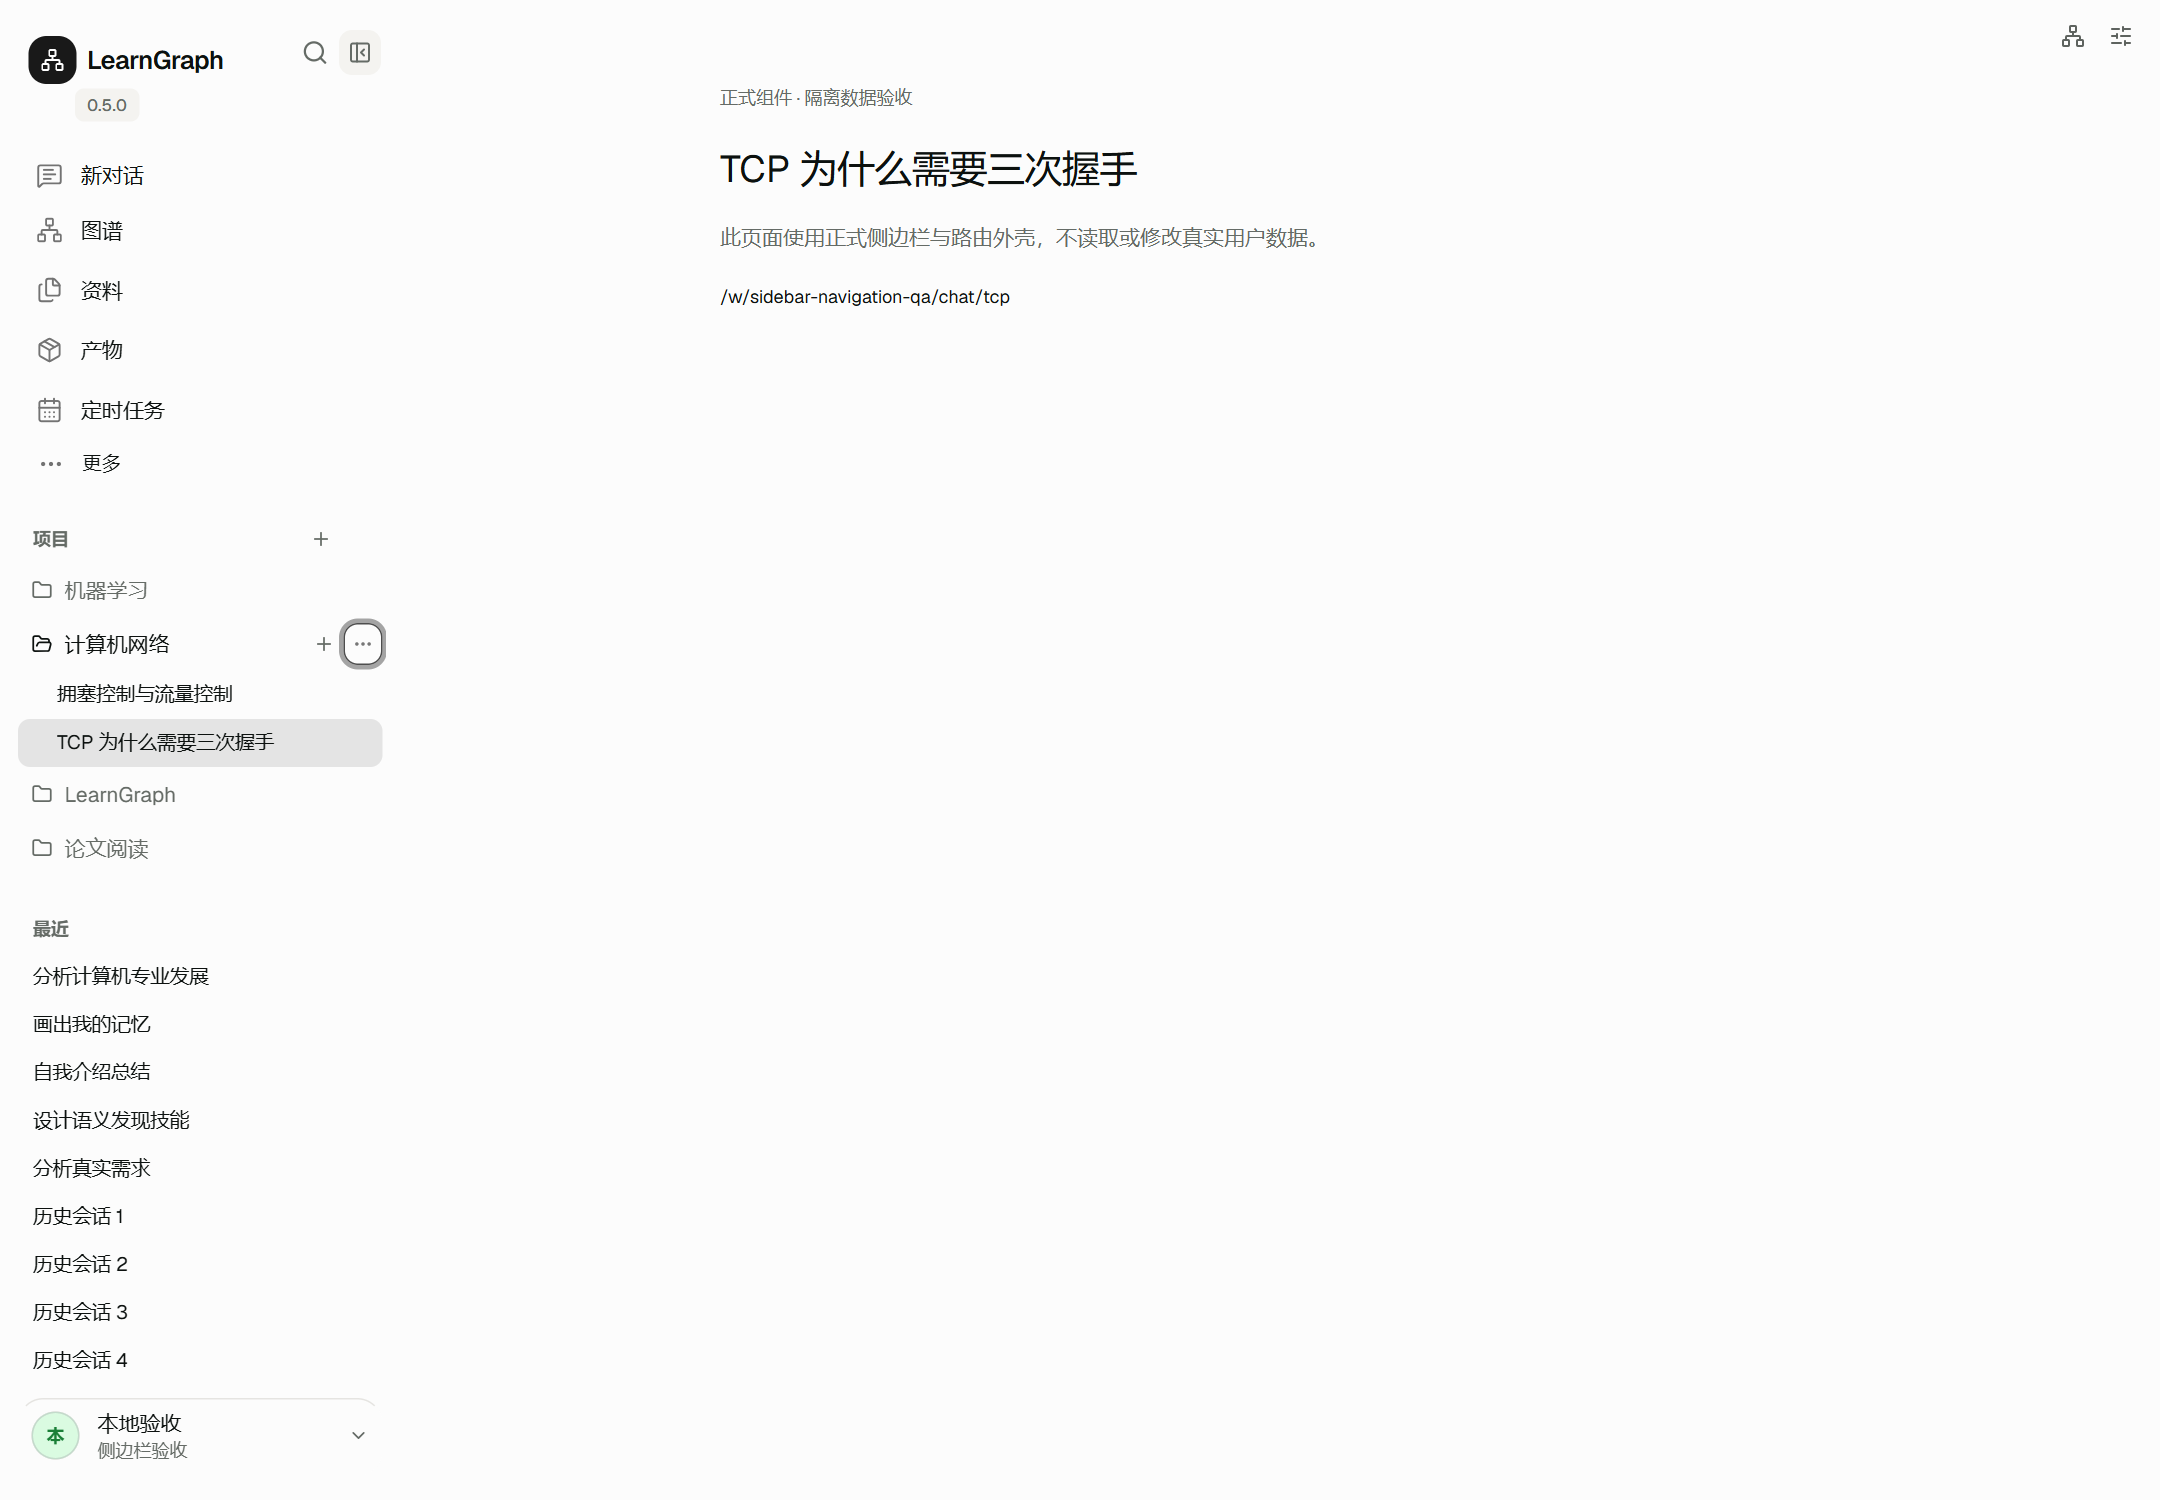 LearnGraph
0.5.0
新对话
图谱
资料
产物
定时任务
更多
项目
机器学习
计算机网络
拥塞控制与流量控制
TCP 为什么需要三次握手
LearnGraph
论文阅读
最近
分析计算机专业发展
画出我的记忆
自我介绍总结
设计语义发现技能
分析真实需求
历史会话 1
历史会话 2
历史会话 3
历史会话 4
本
本地验收
侧边栏验收
正式组件 · 隔离数据验收
TCP 为什么需要三次握手
此页面使用正式侧边栏与路由外壳，不读取或修改真实用户数据。
/w/sidebar-navigation-qa/chat/tcp